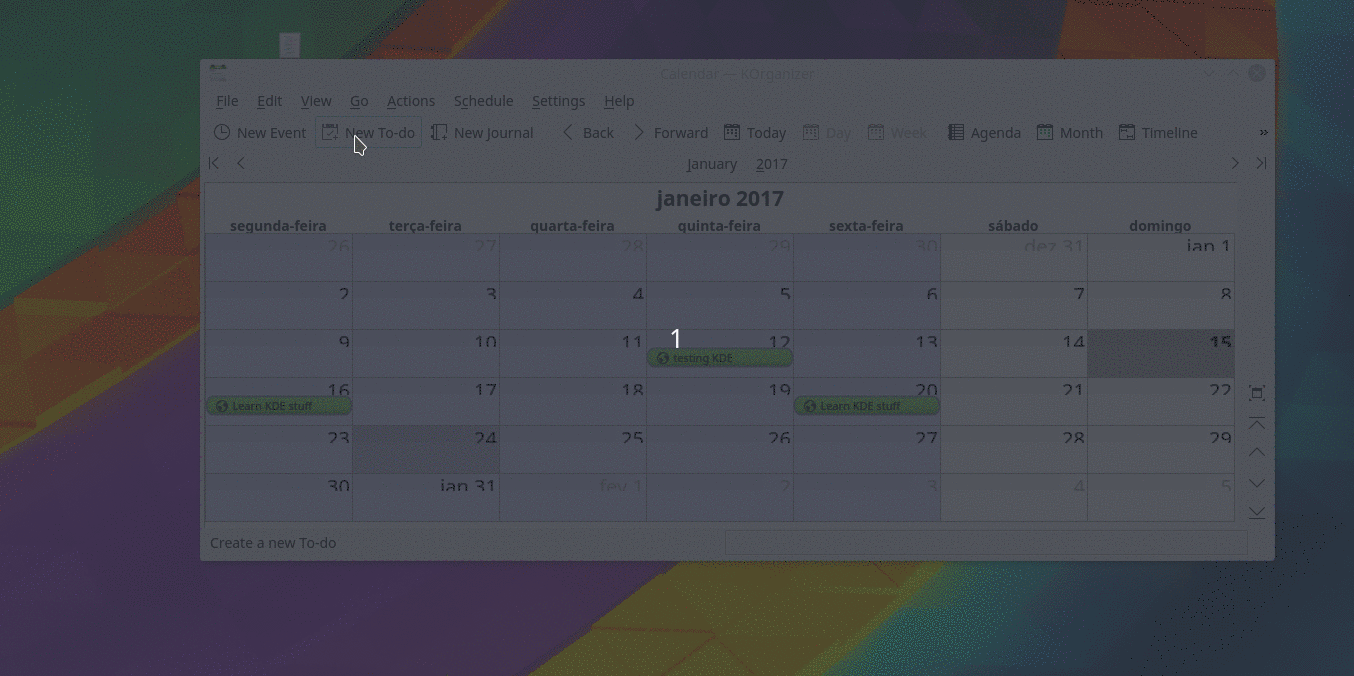 Calendar — KOrganizer
File Edit View Go Actions Schedule Settings Help
New Event New To-do New Journal Back Forward Today Day Week Agenda Month Timeline »
January 2017
janeiro 2017
segunda-feira terça-feira quarta-feira quinta-feira sexta-feira sábado domingo
26 27 28 29 30 dez 31 jan 1
2 3 4 5 6 7 8
1
9 10 11 12 13 14 15
testing KDE
16 17 18 19 20 21 22
Learn KDE stuff Learn KDE stuff
23 24 25 26 27 28 29
30 jan 31 fev 1 2 3 4 5
Create a new To-do